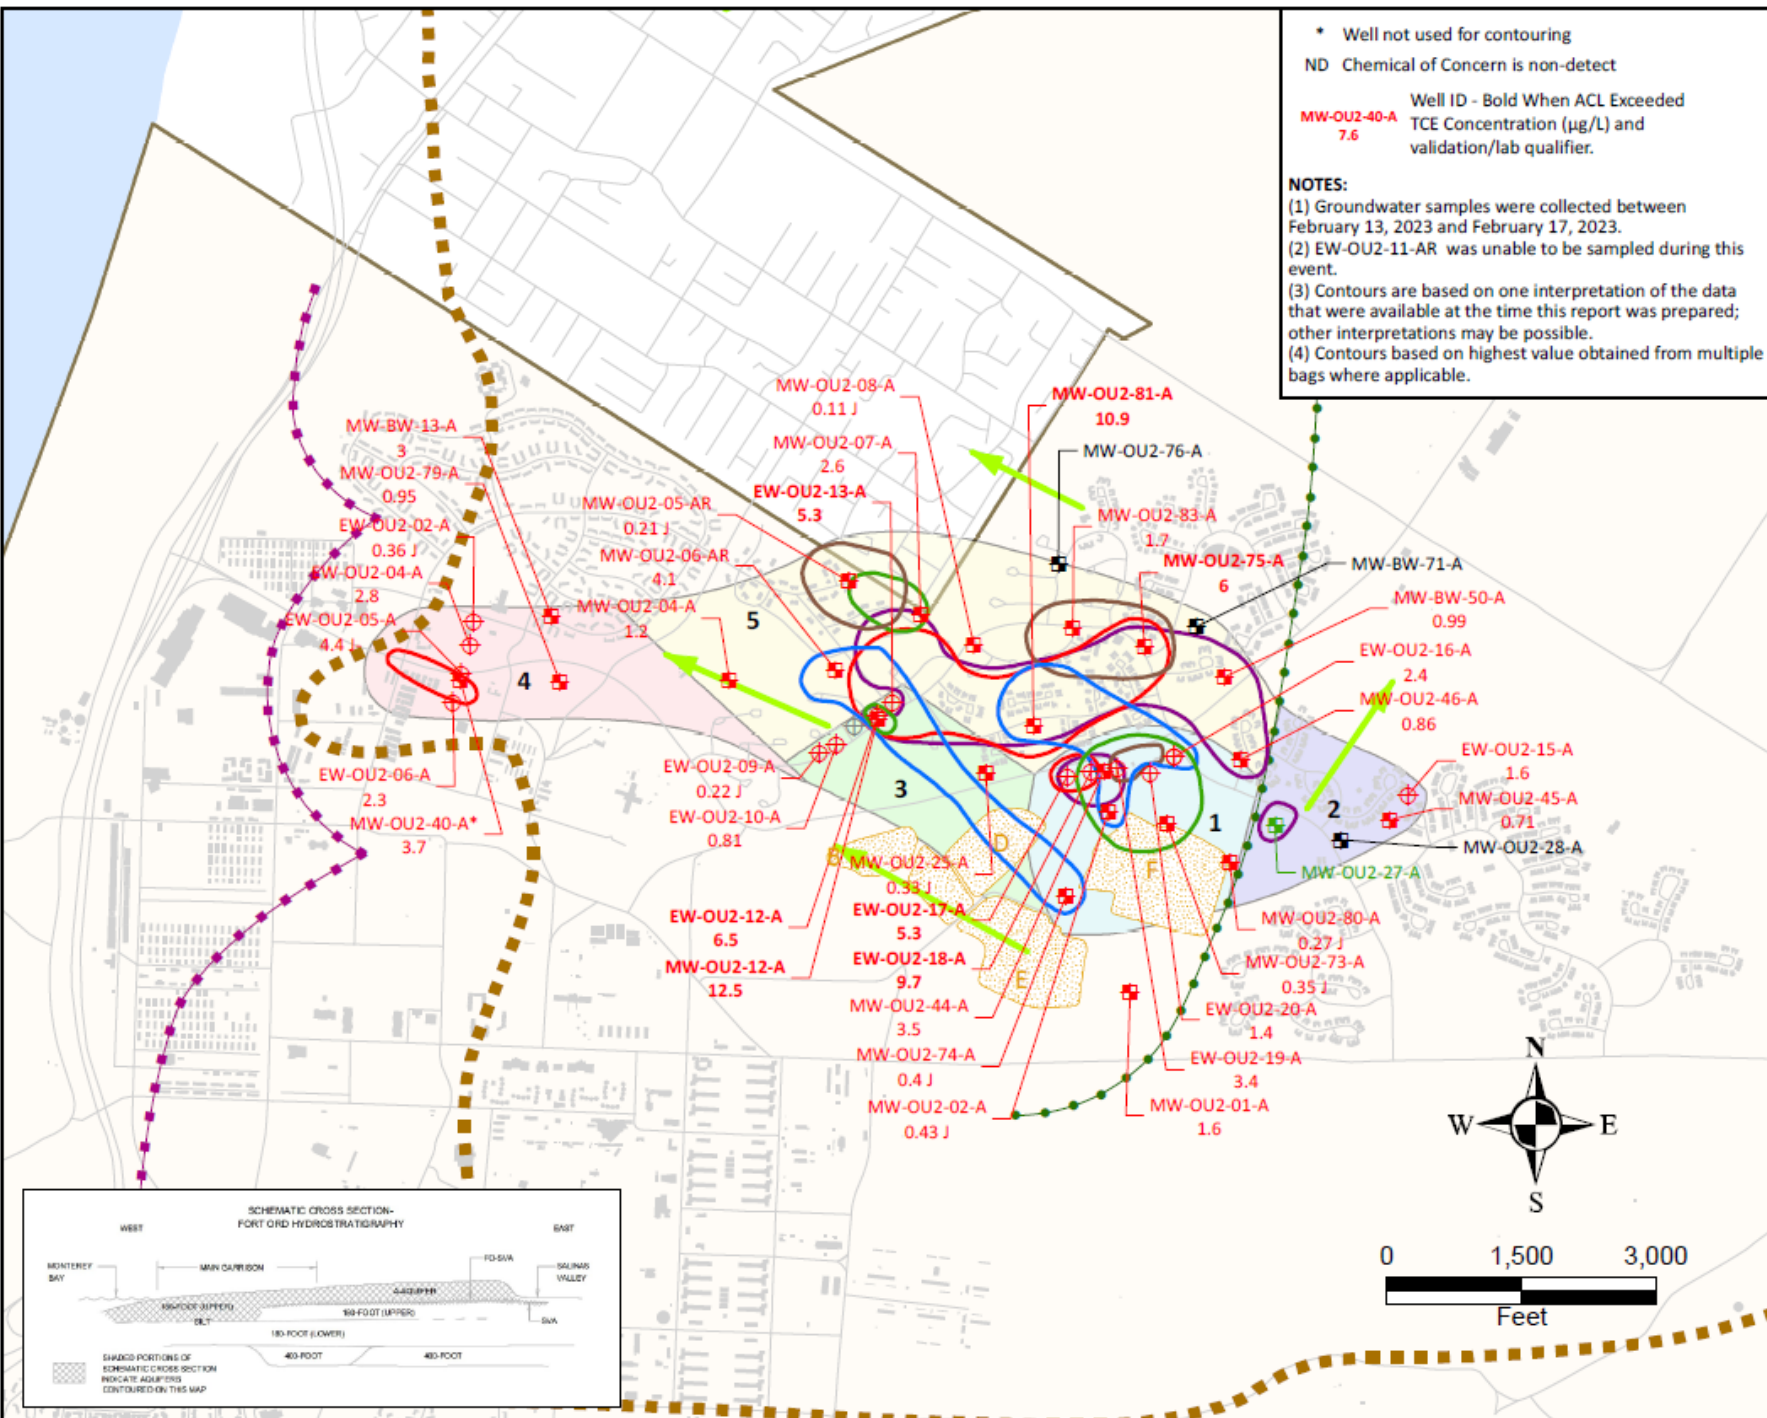 * Well not used for contouring
ND Chemical of Concern is non-detect
MW-OU2-40-A
7.6
Well ID - Bold When ACL Exceeded
TCE Concentration (µg/L) and
validation/lab qualifier.
NOTES:
(1) Groundwater samples were collected between
February 13, 2023 and February 17, 2023.
(2) EW-OU2-11-AR was unable to be sampled during this
event.
(3) Contours are based on one interpretation of the data
that were available at the time this report was prepared;
other interpretations may be possible.
(4) Contours based on highest value obtained from multiple
bags where applicable.
MW-OU2-08-A
0.11 J
MW-OU2-81-A
10.9
MW-BW-13-A
3
MW-OU2-07-A
2.6
MW-OU2-76-A
MW-OU2-79-A
0.95
EW-OU2-13-A
5.3
MW-OU2-05-AR
0.21 J
EW-OU2-02-A
0.36 J
MW-OU2-83-A
1.7
MW-OU2-06-AR
4.1
MW-OU2-75-A
6
MW-BW-71-A
EW-OU2-04-A
2.8
MW-BW-50-A
0.99
EW-OU2-05-A
4.4 J
MW-OU2-04-A
1.2
5
EW-OU2-16-A
2.4
4
MW-OU2-46-A
0.86
EW-OU2-06-A
2.3
EW-OU2-09-A
0.22 J
EW-OU2-15-A
1.6
3
MW-OU2-45-A
0.71
MW-OU2-40-A*
3.7
EW-OU2-10-A
0.81
1
2
MW-OU2-28-A
B
D
F
MW-OU2-25-A
0.33 J
MW-OU2-27-A
EW-OU2-12-A
6.5
EW-OU2-17-A
5.3
MW-OU2-80-A
0.27 J
MW-OU2-12-A
12.5
EW-OU2-18-A
9.7
E
MW-OU2-73-A
0.35 J
MW-OU2-44-A
3.5
EW-OU2-20-A
1.4
MW-OU2-74-A
0.4 J
EW-OU2-19-A
3.4
MW-OU2-02-A
0.43 J
MW-OU2-01-A
1.6
N
W
E
S
0 1,500 3,000
Feet
SCHEMATIC CROSS SECTION-
FORT ORD HYDROSTRATIGRAPHY
WEST
EAST
MONTEREY
BAY
MAIN GARRISON
FO-SVA
SALINAS
VALLEY
A-AQUIFER
180-FOOT (UPPER)
180-FOOT (UPPER)
SILT
SVA
180-FOOT (LOWER)
400-FOOT
400-FOOT
SHADED PORTIONS OF
SCHEMATIC CROSS SECTION
INDICATE AQUIFERS
CONTOURED ON THIS MAP